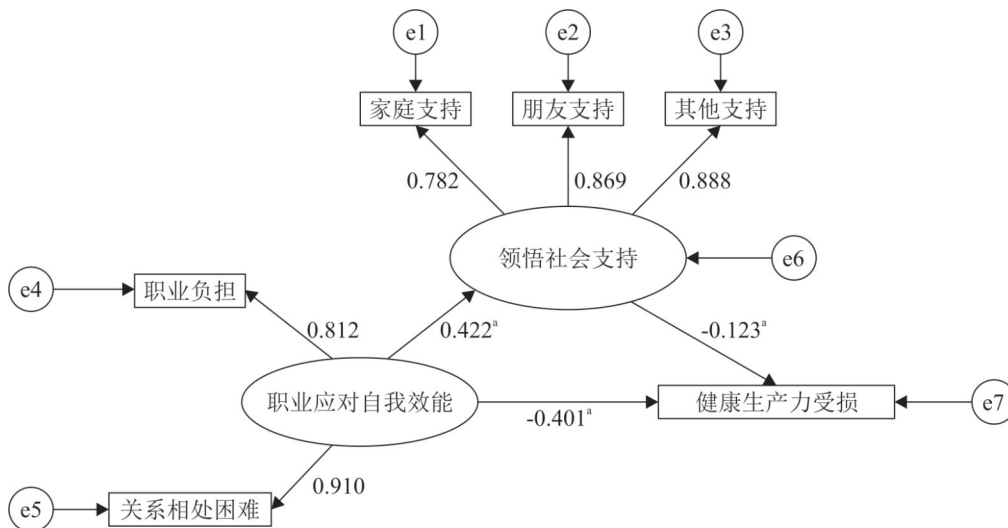 e1
e2
e3
家庭支持
朋友支持
其他支持
0.782
0.869
0.888
领悟社会支持
e6
e4
职业负担
0.812
0.422ᵃ
-0.123ᵃ
职业应对自我效能
-0.401ᵃ
健康生产力受损
e7
0.910
e5
关系相处困难